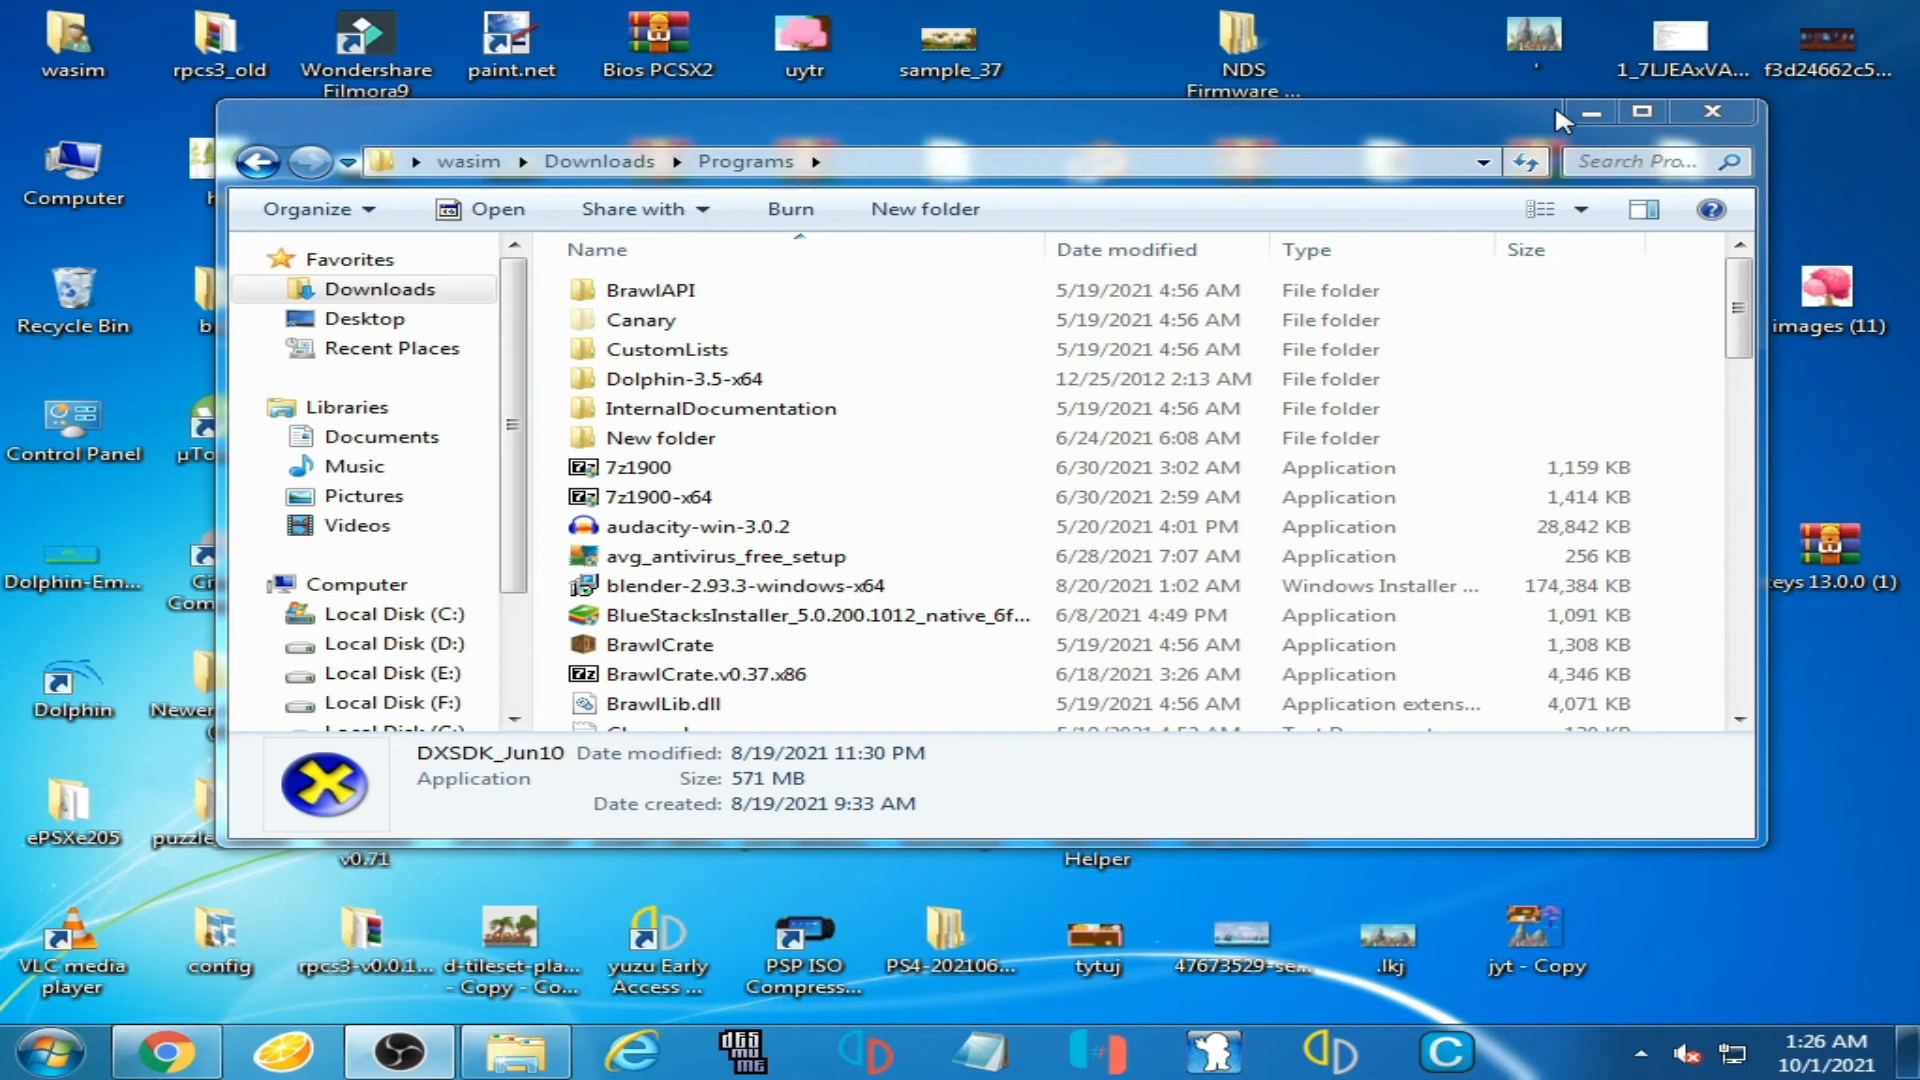 wasim
rpcs3_old
Wondershare
Filmora9
paint.net
Bios PCSX2
uytr
sample_37
NDS
Firmware ...
'
1_7LJEAxVA...
f3d24662c5...
wasim
Downloads
Programs
Search Pro...
Organize
Open
Share with
Burn
New folder
Name
Date modified
Type
Size
Favorites
Downloads
Desktop
Recent Places
Libraries
Documents
Music
Pictures
Videos
Computer
Local Disk (C:)
Local Disk (D:)
Local Disk (E:)
Local Disk (F:)
BrawlAPI 5/19/2021 4:56 AM File folder
Canary 5/19/2021 4:56 AM File folder
CustomLists 5/19/2021 4:56 AM File folder
Dolphin-3.5-x64 12/25/2012 2:13 AM File folder
InternalDocumentation 5/19/2021 4:56 AM File folder
New folder 6/24/2021 6:08 AM File folder
7z1900 6/30/2021 3:02 AM Application 1,159 KB
7z1900-x64 6/30/2021 2:59 AM Application 1,414 KB
audacity-win-3.0.2 5/20/2021 4:01 PM Application 28,842 KB
avg_antivirus_free_setup 6/28/2021 7:07 AM Application 256 KB
blender-2.93.3-windows-x64 8/20/2021 1:02 AM Windows Installer ... 174,384 KB
BlueStacksInstaller_5.0.200.1012_native_6f... 6/8/2021 4:49 PM Application 1,091 KB
BrawlCrate 5/19/2021 4:56 AM Application 1,308 KB
BrawlCrate.v0.37.x86 6/18/2021 3:26 AM Application 4,346 KB
BrawlLib.dll 5/19/2021 4:56 AM Application extens... 4,071 KB
DXSDK_Jun10 Date modified: 8/19/2021 11:30 PM
Application Size: 571 MB
Date created: 8/19/2021 9:33 AM
Computer
Recycle Bin
Control Panel
µTo
Dolphin-Em...
Ci
Com
Dolphin
Newer
ePSXe205
puzzle
v0.71
Helper
images (11)
eys 13.0.0 (1)
VLC media
player
config
rpcs3-v0.0.1...
d-tileset-pla...
- Copy - Co...
yuzu Early
Access ...
PSP ISO
Compress...
PS4-202106...
tytuj
47673529-se...
.lkj
jyt - Copy
1:26 AM
10/1/2021